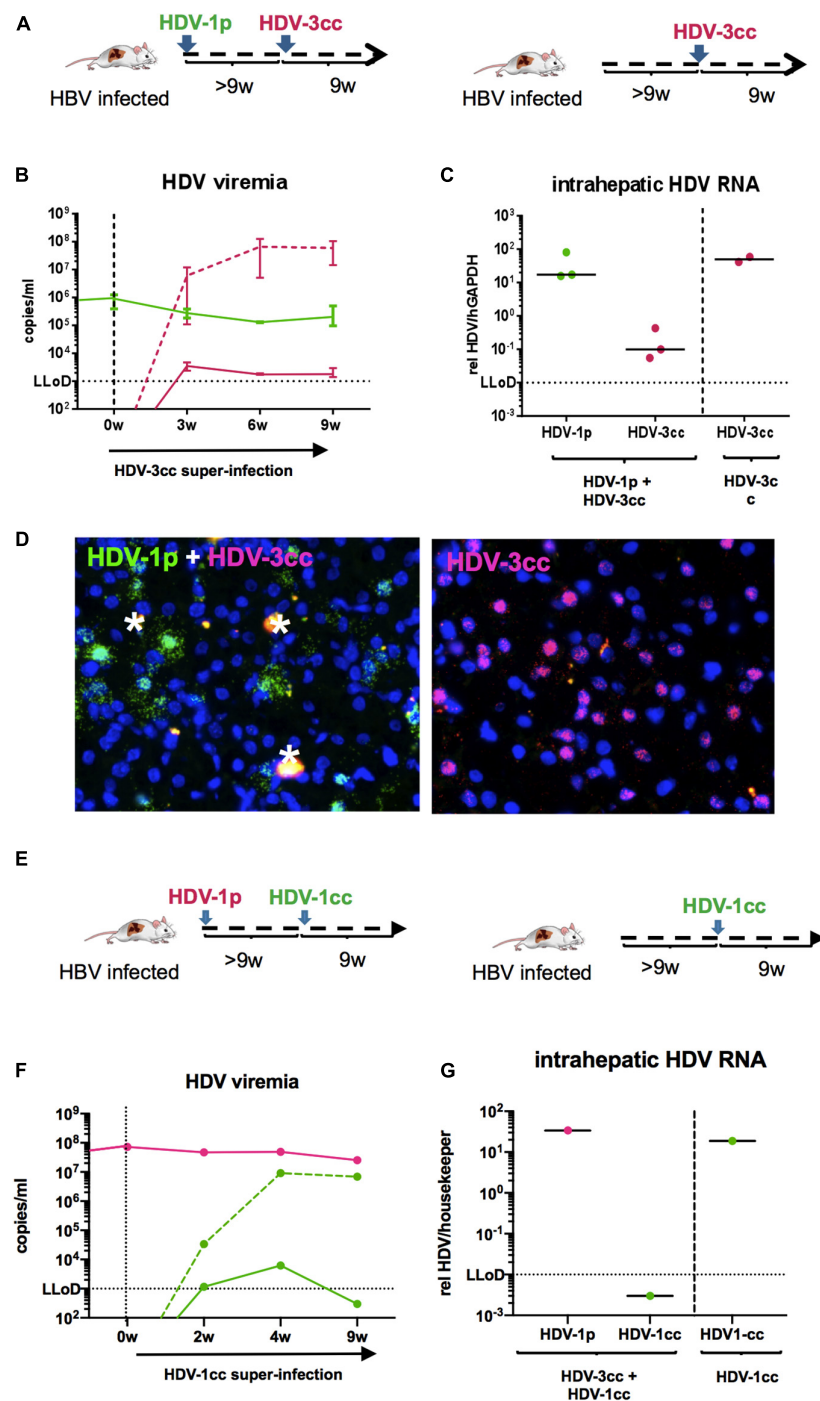 A
HDV-1p
HDV-3cc
HBV infected
>9w
9w
HDV-3cc
HBV infected
>9w
9w
B
HDV viremia
copies/ml
10⁹
10⁸
10⁷
10⁶
10⁵
10⁴
LLoD
10²
0w 3w 6w 9w
HDV-3cc super-infection
C
intrahepatic HDV RNA
rel HDV/hGAPDH
10³
10²
10¹
10⁰
10⁻¹
LLoD
10⁻³
HDV-1p HDV-3cc HDV-3cc
HDV-1p +
HDV-3cc
HDV-3c
c
D
HDV-1p + HDV-3cc
* * *
HDV-3cc
E
HDV-1p HDV-1cc
HBV infected
>9w
9w
HDV-1cc
HBV infected
>9w
9w
F
HDV viremia
copies/ml
10⁹
10⁸
10⁷
10⁶
10⁵
10⁴
LLoD
10²
0w 2w 4w 9w
HDV-1cc super-infection
G
intrahepatic HDV RNA
rel HDV/housekeeper
10²
10¹
10⁰
10⁻¹
LLoD
10⁻³
HDV-1p HDV-1cc HDV1-cc
HDV-3cc +
HDV-1cc
HDV-1cc